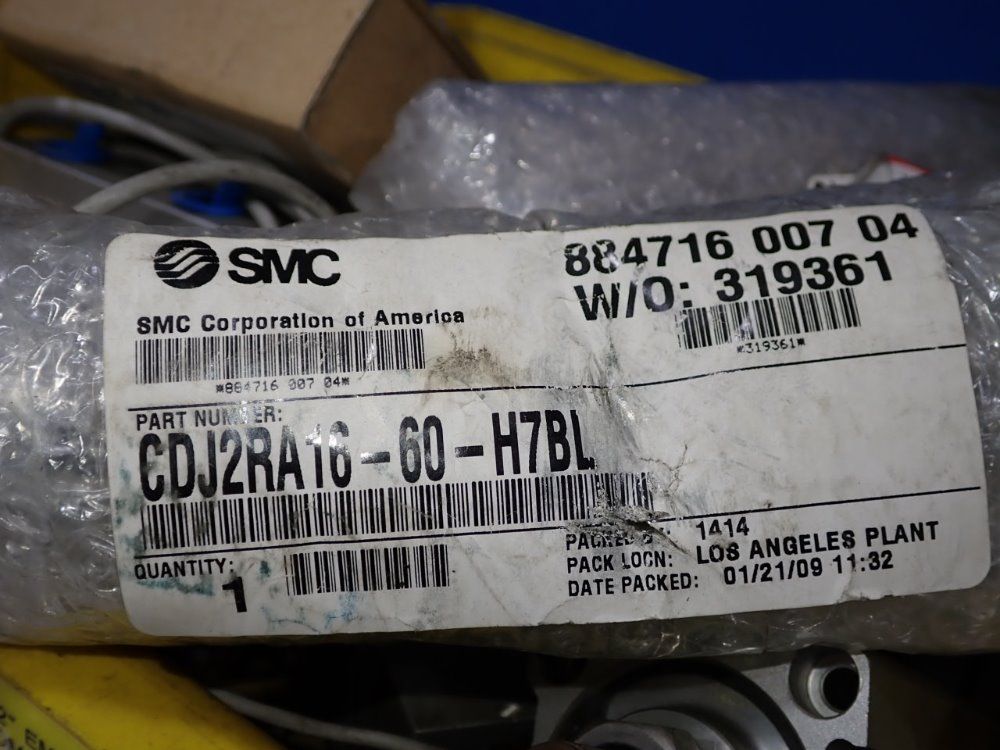 SMC
884716 007 04
W/O: 319361
*319361*
SMC Corporation of America
*884716 007 04*
PART NUMBER:
CDJ2RA16-60-H7BL
QUANTITY:
1
1414
PACK LOCN: LOS ANGELES PLANT
DATE PACKED: 01/21/09 11:32